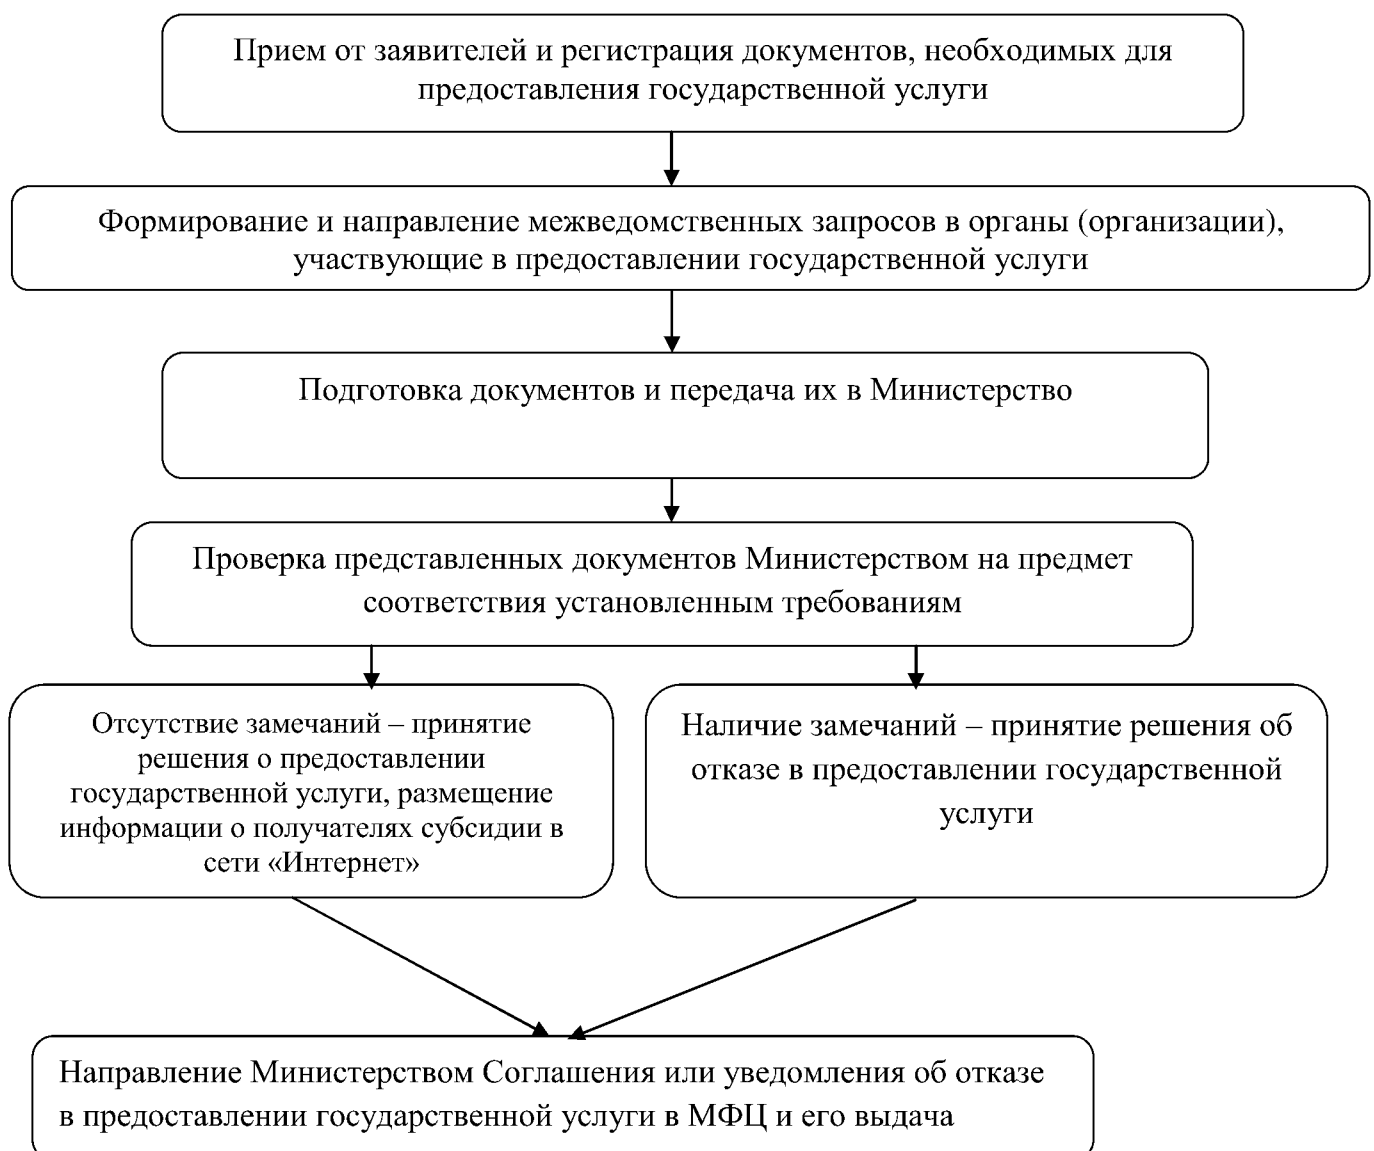 Прием от заявителей и регистрация документов, необходимых для
предоставления государственной услуги
Формирование и направление межведомственных запросов в органы (организации),
участвующие в предоставлении государственной услуги
Подготовка документов и передача их в Министерство
Проверка представленных документов Министерством на предмет
соответствия установленным требованиям
Отсутствие замечаний – принятие
решения о предоставлении
государственной услуги, размещение
информации о получателях субсидии в
сети «Интернет»
Наличие замечаний – принятие решения об
отказе в предоставлении государственной
услуги
Направление Министерством Соглашения или уведомления об отказе
в предоставлении государственной услуги в МФЦ и его выдача